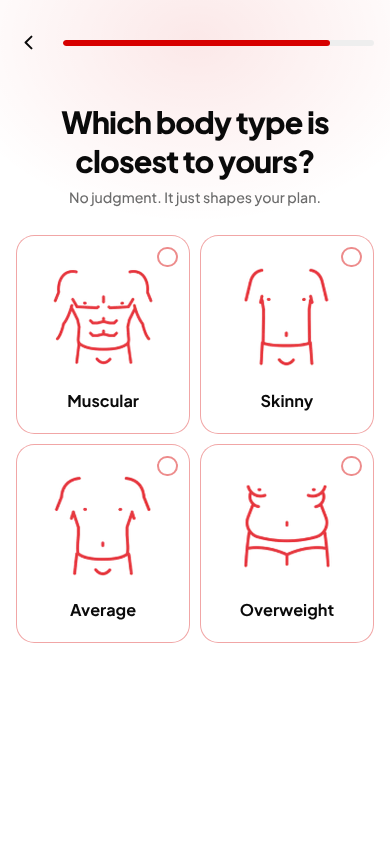 Which body type is
closest to yours?
No judgment. It just shapes your plan.
Muscular
Skinny
Average
Overweight